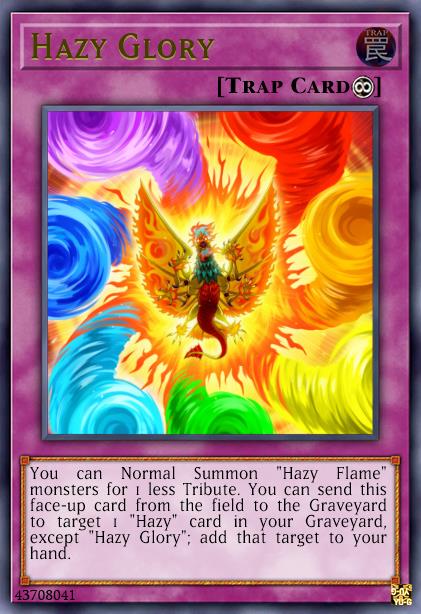 Hazy Glory
TRAP
罠
[Trap Card]
You can Normal Summon "Hazy Flame"
monsters for 1 less Tribute. You can send this
face-up card from the field to the Graveyard
to target 1 "Hazy" card in your Graveyard,
except "Hazy Glory"; add that target to your
hand.
43708041